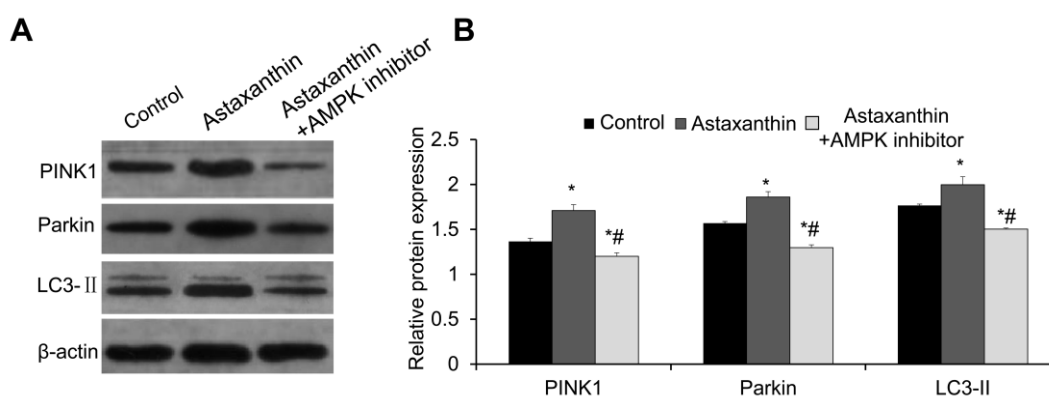 A
Control
Astaxanthin
Astaxanthin
+AMPK inhibitor
PINK1
Parkin
LC3-Ⅱ
β-actin
B
Control Astaxanthin Astaxanthin
+AMPK inhibitor
Relative protein expression
2.5
2
1.5
1
0.5
0
* *# * *# * *#
PINK1 Parkin LC3-II